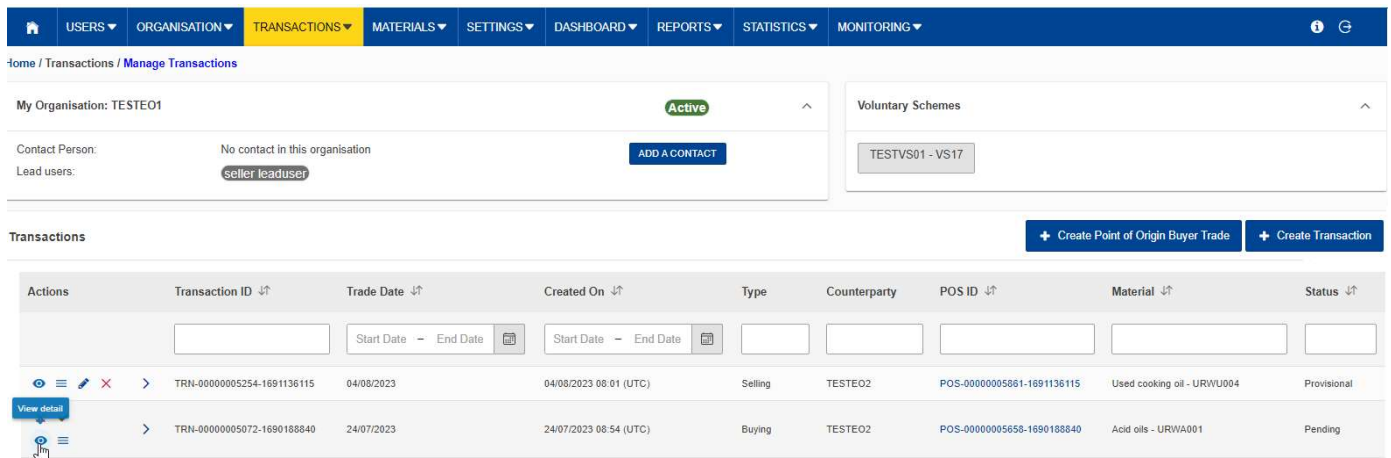 USERS ORGANISATION TRANSACTIONS MATERIALS SETTINGS DASHBOARD REPORTS STATISTICS MONITORING
Home / Transactions / Manage Transactions
My Organisation: TESTEO1 Active Voluntary Schemes
Contact Person: No contact in this organisation ADD A CONTACT TESTVS01 - VS17
Lead users: seller leaduser
Transactions + Create Point of Origin Buyer Trade + Create Transaction
Actions Transaction ID Trade Date Created On Type Counterparty POS ID Material Status
Start Date – End Date Start Date – End Date
TRN-00000005254-1691136115 04/08/2023 04/08/2023 08:01 (UTC) Selling TESTEO2 POS-00000005861-1691136115 Used cooking oil - URWU004 Provisional
View detail
TRN-00000005072-1690188840 24/07/2023 24/07/2023 08:54 (UTC) Buying TESTEO2 POS-00000005658-1690188840 Acid oils - URWA001 Pending